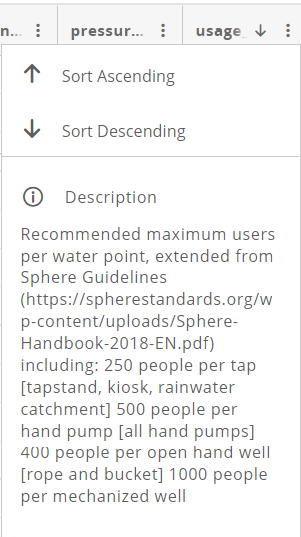 n... pressur... usage_
Sort Ascending
Sort Descending
Description
Recommended maximum users
per water point, extended from
Sphere Guidelines
(https://spherestandards.org/w
p-content/uploads/Sphere-
Handbook-2018-EN.pdf)
including: 250 people per tap
[tapstand, kiosk, rainwater
catchment] 500 people per
hand pump [all hand pumps]
400 people per open hand well
[rope and bucket] 1000 people
per mechanized well